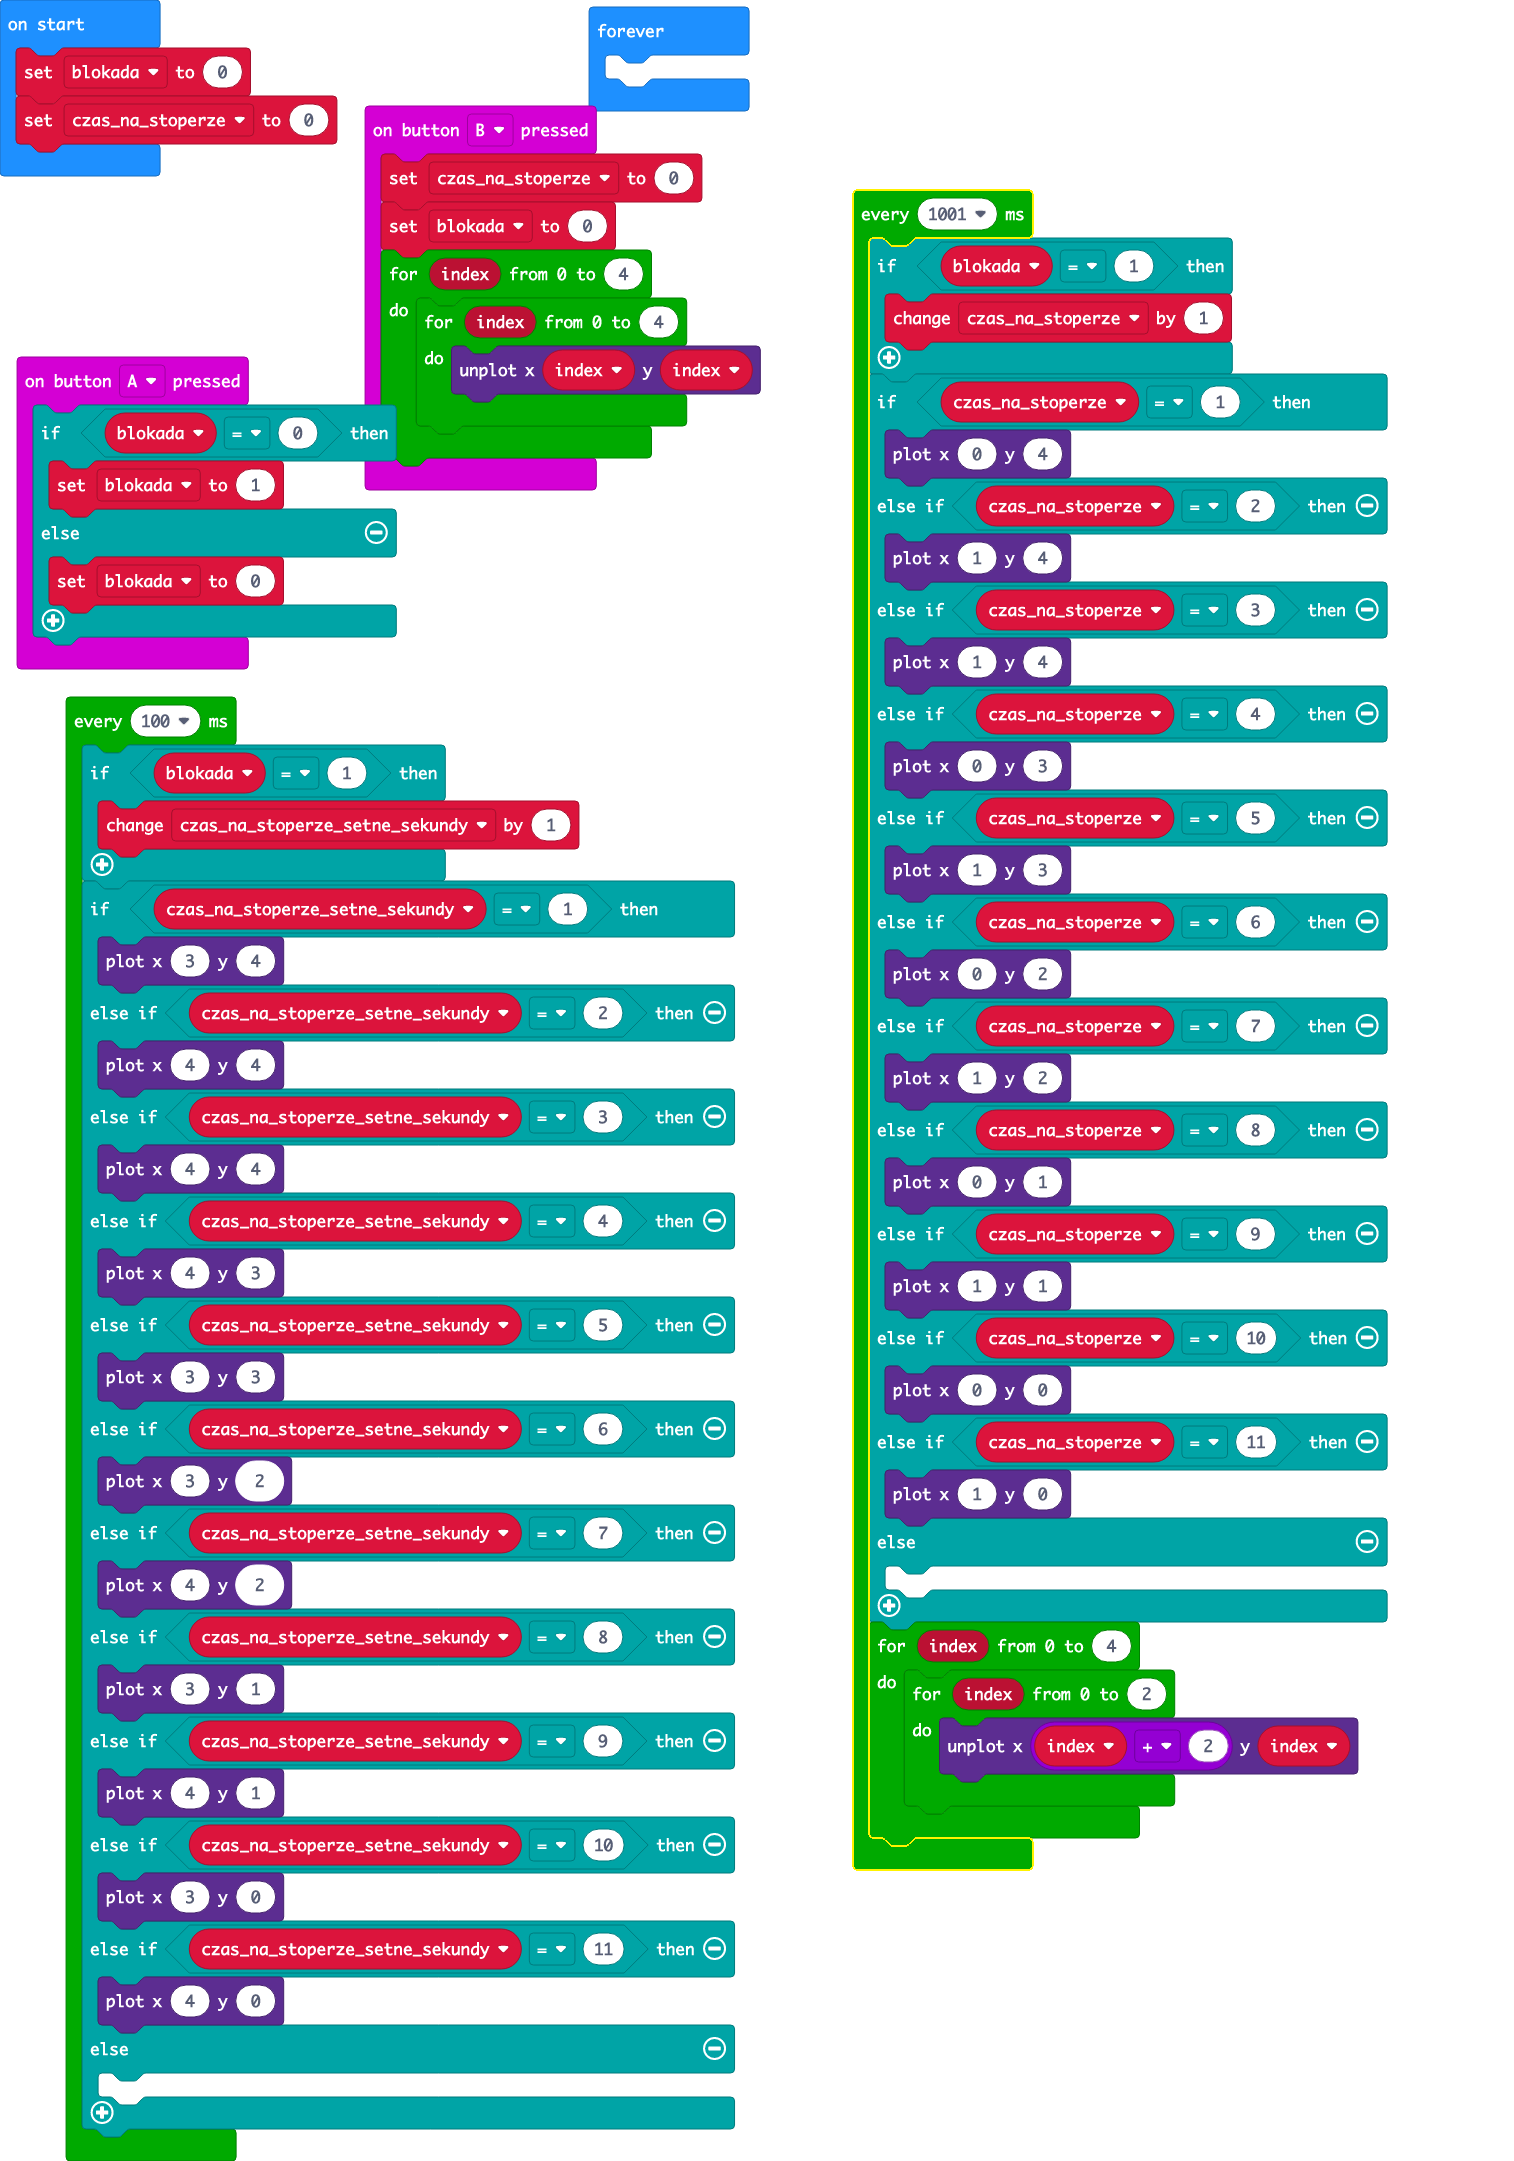 on start
set blokada to 0
set czas_na_stoperze to 0
forever
on button B pressed
set czas_na_stoperze to 0
set blokada to 0
for index from 0 to 4
do for index from 0 to 4
do unplot x index y index
on button A pressed
if blokada = 0 then
set blokada to 1
else
set blokada to 0
every 100 ms
if blokada = 1 then
change czas_na_stoperze_setne_sekundy by 1
if czas_na_stoperze_setne_sekundy = 1 then
plot x 3 y 4
else if czas_na_stoperze_setne_sekundy = 2 then
plot x 4 y 4
else if czas_na_stoperze_setne_sekundy = 3 then
plot x 4 y 4
else if czas_na_stoperze_setne_sekundy = 4 then
plot x 4 y 3
else if czas_na_stoperze_setne_sekundy = 5 then
plot x 3 y 3
else if czas_na_stoperze_setne_sekundy = 6 then
plot x 3 y 2
else if czas_na_stoperze_setne_sekundy = 7 then
plot x 4 y 2
else if czas_na_stoperze_setne_sekundy = 8 then
plot x 3 y 1
else if czas_na_stoperze_setne_sekundy = 9 then
plot x 4 y 1
else if czas_na_stoperze_setne_sekundy = 10 then
plot x 3 y 0
else if czas_na_stoperze_setne_sekundy = 11 then
plot x 4 y 0
else
every 1001 ms
if blokada = 1 then
change czas_na_stoperze by 1
if czas_na_stoperze = 1 then
plot x 0 y 4
else if czas_na_stoperze = 2 then
plot x 1 y 4
else if czas_na_stoperze = 3 then
plot x 1 y 4
else if czas_na_stoperze = 4 then
plot x 0 y 3
else if czas_na_stoperze = 5 then
plot x 1 y 3
else if czas_na_stoperze = 6 then
plot x 0 y 2
else if czas_na_stoperze = 7 then
plot x 1 y 2
else if czas_na_stoperze = 8 then
plot x 0 y 1
else if czas_na_stoperze = 9 then
plot x 1 y 1
else if czas_na_stoperze = 10 then
plot x 0 y 0
else if czas_na_stoperze = 11 then
plot x 1 y 0
else
for index from 0 to 4
do for index from 0 to 2
do unplot x index + 2 y index